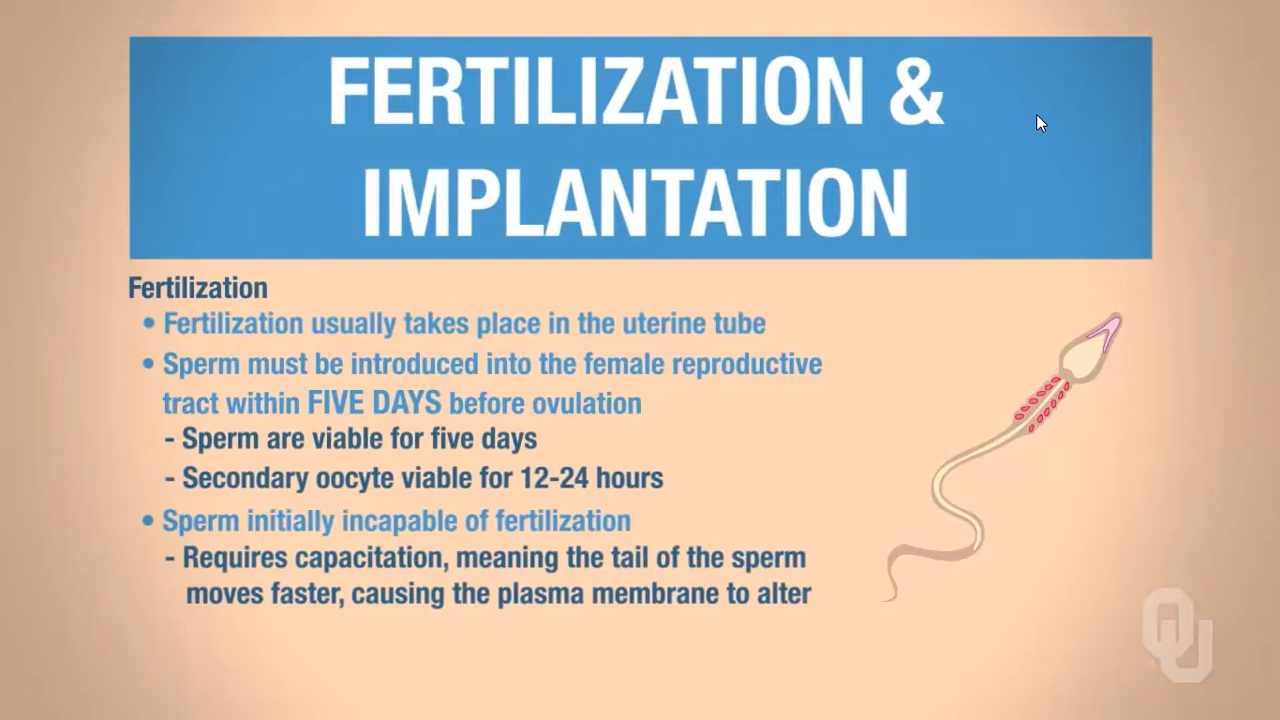 FERTILIZATION &
IMPLANTATION
Fertilization
• Fertilization usually takes place in the uterine tube
• Sperm must be introduced into the female reproductive
tract within FIVE DAYS before ovulation
- Sperm are viable for five days
- Secondary oocyte viable for 12-24 hours
• Sperm initially incapable of fertilization
- Requires capacitation, meaning the tail of the sperm
moves faster, causing the plasma membrane to alter
OU